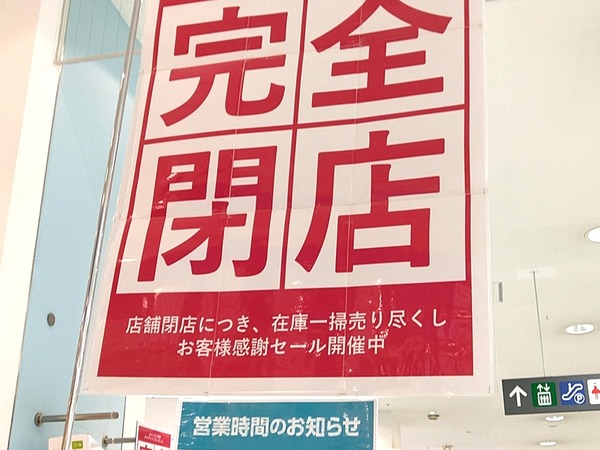 完全
閉店
店舗閉店につき、在庫一掃売り尽くし
お客様感謝セール開催中
営業時間のお知らせ